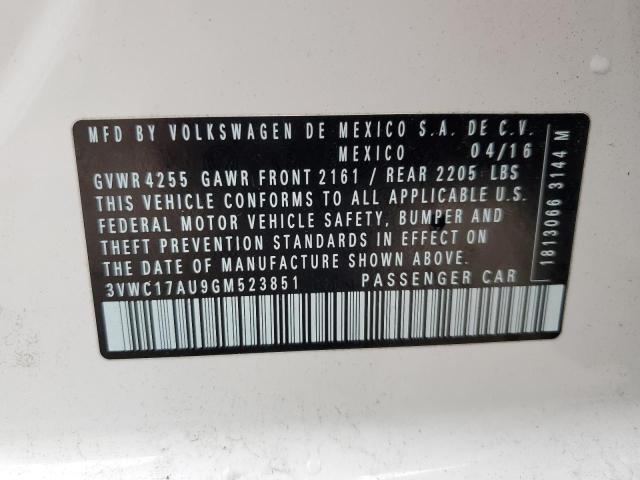 MFD BY VOLKSWAGEN DE MEXICO S.A. DE C.V.
MEXICO 04/16
GVWR 4255 GAWR FRONT 2161 / REAR 2205 LBS
THIS VEHICLE CONFORMS TO ALL APPLICABLE U.S.
FEDERAL MOTOR VEHICLE SAFETY, BUMPER AND
THEFT PREVENTION STANDARDS IN EFFECT ON
THE DATE OF MANUFACTURE SHOWN ABOVE.
3VWC17AU9GM523851 PASSENGER CAR
1813066 3144 M